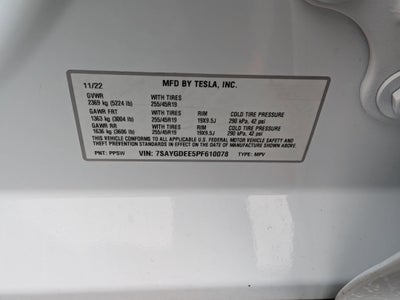 11/22 MFD BY TESLA, INC.
GVWR WITH TIRES
2369 kg (5224 lb) 255/45R19
GAWR FRT WITH TIRES RIM COLD TIRE PRESSURE
1363 kg (3004 lb) 255/45R19 19X9.5J 290 kPa, 42 psi
GAWR RR WITH TIRES RIM COLD TIRE PRESSURE
1636 kg (3606 lb) 255/45R19 19X9.5J 290 kPa, 42 psi
THIS VEHICLE CONFORMS TO ALL APPLICABLE U.S. FEDERAL MOTOR VEHICLE SAFETY AND
THEFT PREVENTION STANDARDS IN EFFECT ON THE DATE OF MANUFACTURE SHOWN ABOVE.
PNT: PPSW VIN: 7SAYGDEE5PF610078 TYPE: MPV